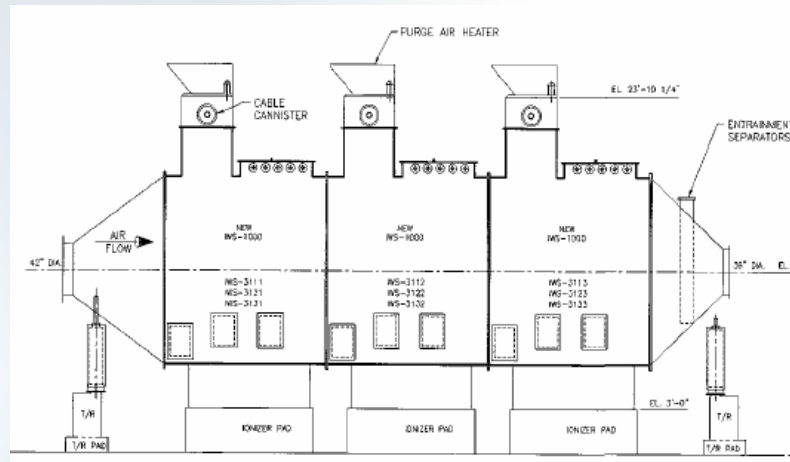 PURGE AIR HEATER
CABLE
CANNISTER
EL. 23'-10 1/4"
ENTRAINMENT
SEPARATORS
AIR
FLOW
NEW
IWS-1000
NEW
IWS-1000
NEW
IWS-1000
42" DIA.
36" DIA. EL.
IWS-3111
IWS-3121
IWS-3131
IWS-3112
IWS-3122
IWS-3132
IWS-3113
IWS-3123
IWS-3133
T/R
T/R PAD
IONIZER PAD
IONIZER PAD
IONIZER PAD
EL. 3'-0"
T/R
T/R PAD